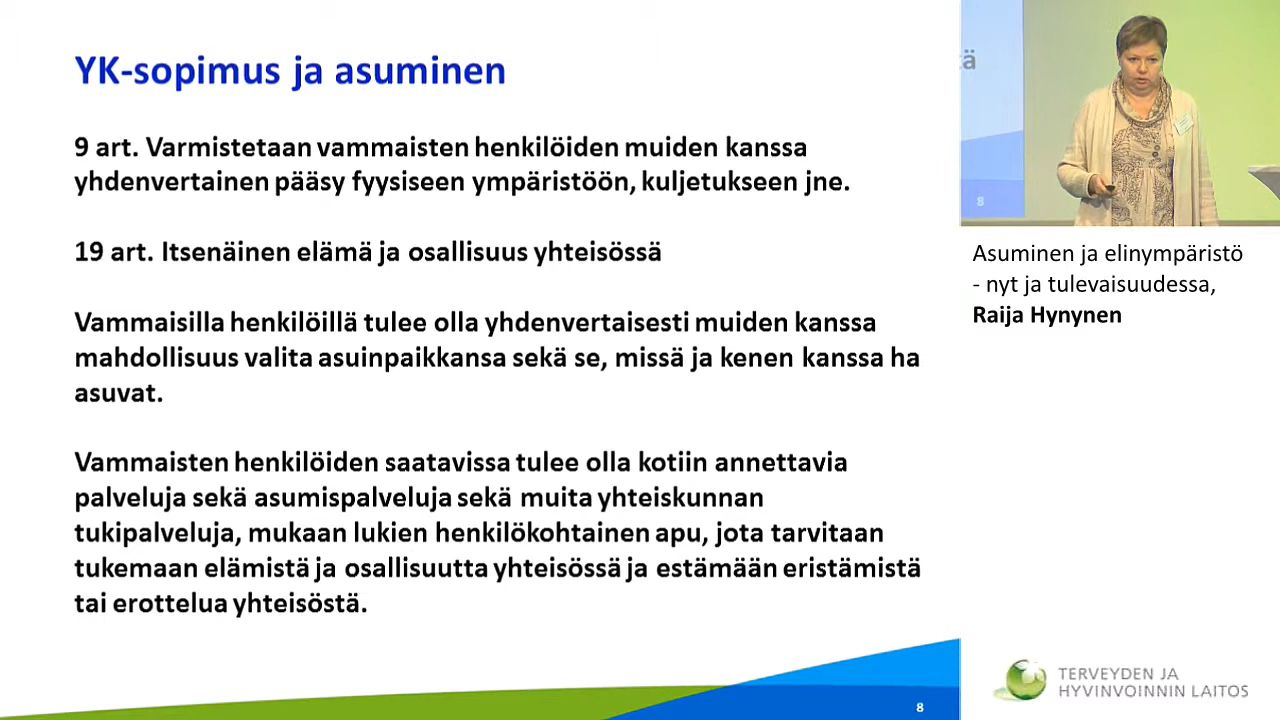 YK-sopimus ja asuminen
9 art. Varmistetaan vammaisten henkilöiden muiden kanssa
yhdenvertainen pääsy fyysiseen ympäristöön, kuljetukseen jne.
19 art. Itsenäinen elämä ja osallisuus yhteisössä
Vammaisilla henkilöillä tulee olla yhdenvertaisesti muiden kanssa
mahdollisuus valita asuinpaikkansa sekä se, missä ja kenen kanssa ha
asuvat.
Vammaisten henkilöiden saatavissa tulee olla kotiin annettavia
palveluja sekä asumispalveluja sekä muita yhteiskunnan
tukipalveluja, mukaan lukien henkilökohtainen apu, jota tarvitaan
tukemaan elämistä ja osallisuutta yhteisössä ja estämään eristämistä
tai erottelua yhteisöstä.
8
tä
8
Asuminen ja elinympäristö
- nyt ja tulevaisuudessa,
Raija Hynynen
TERVEYDEN JA
HYVINVOINNIN LAITOS